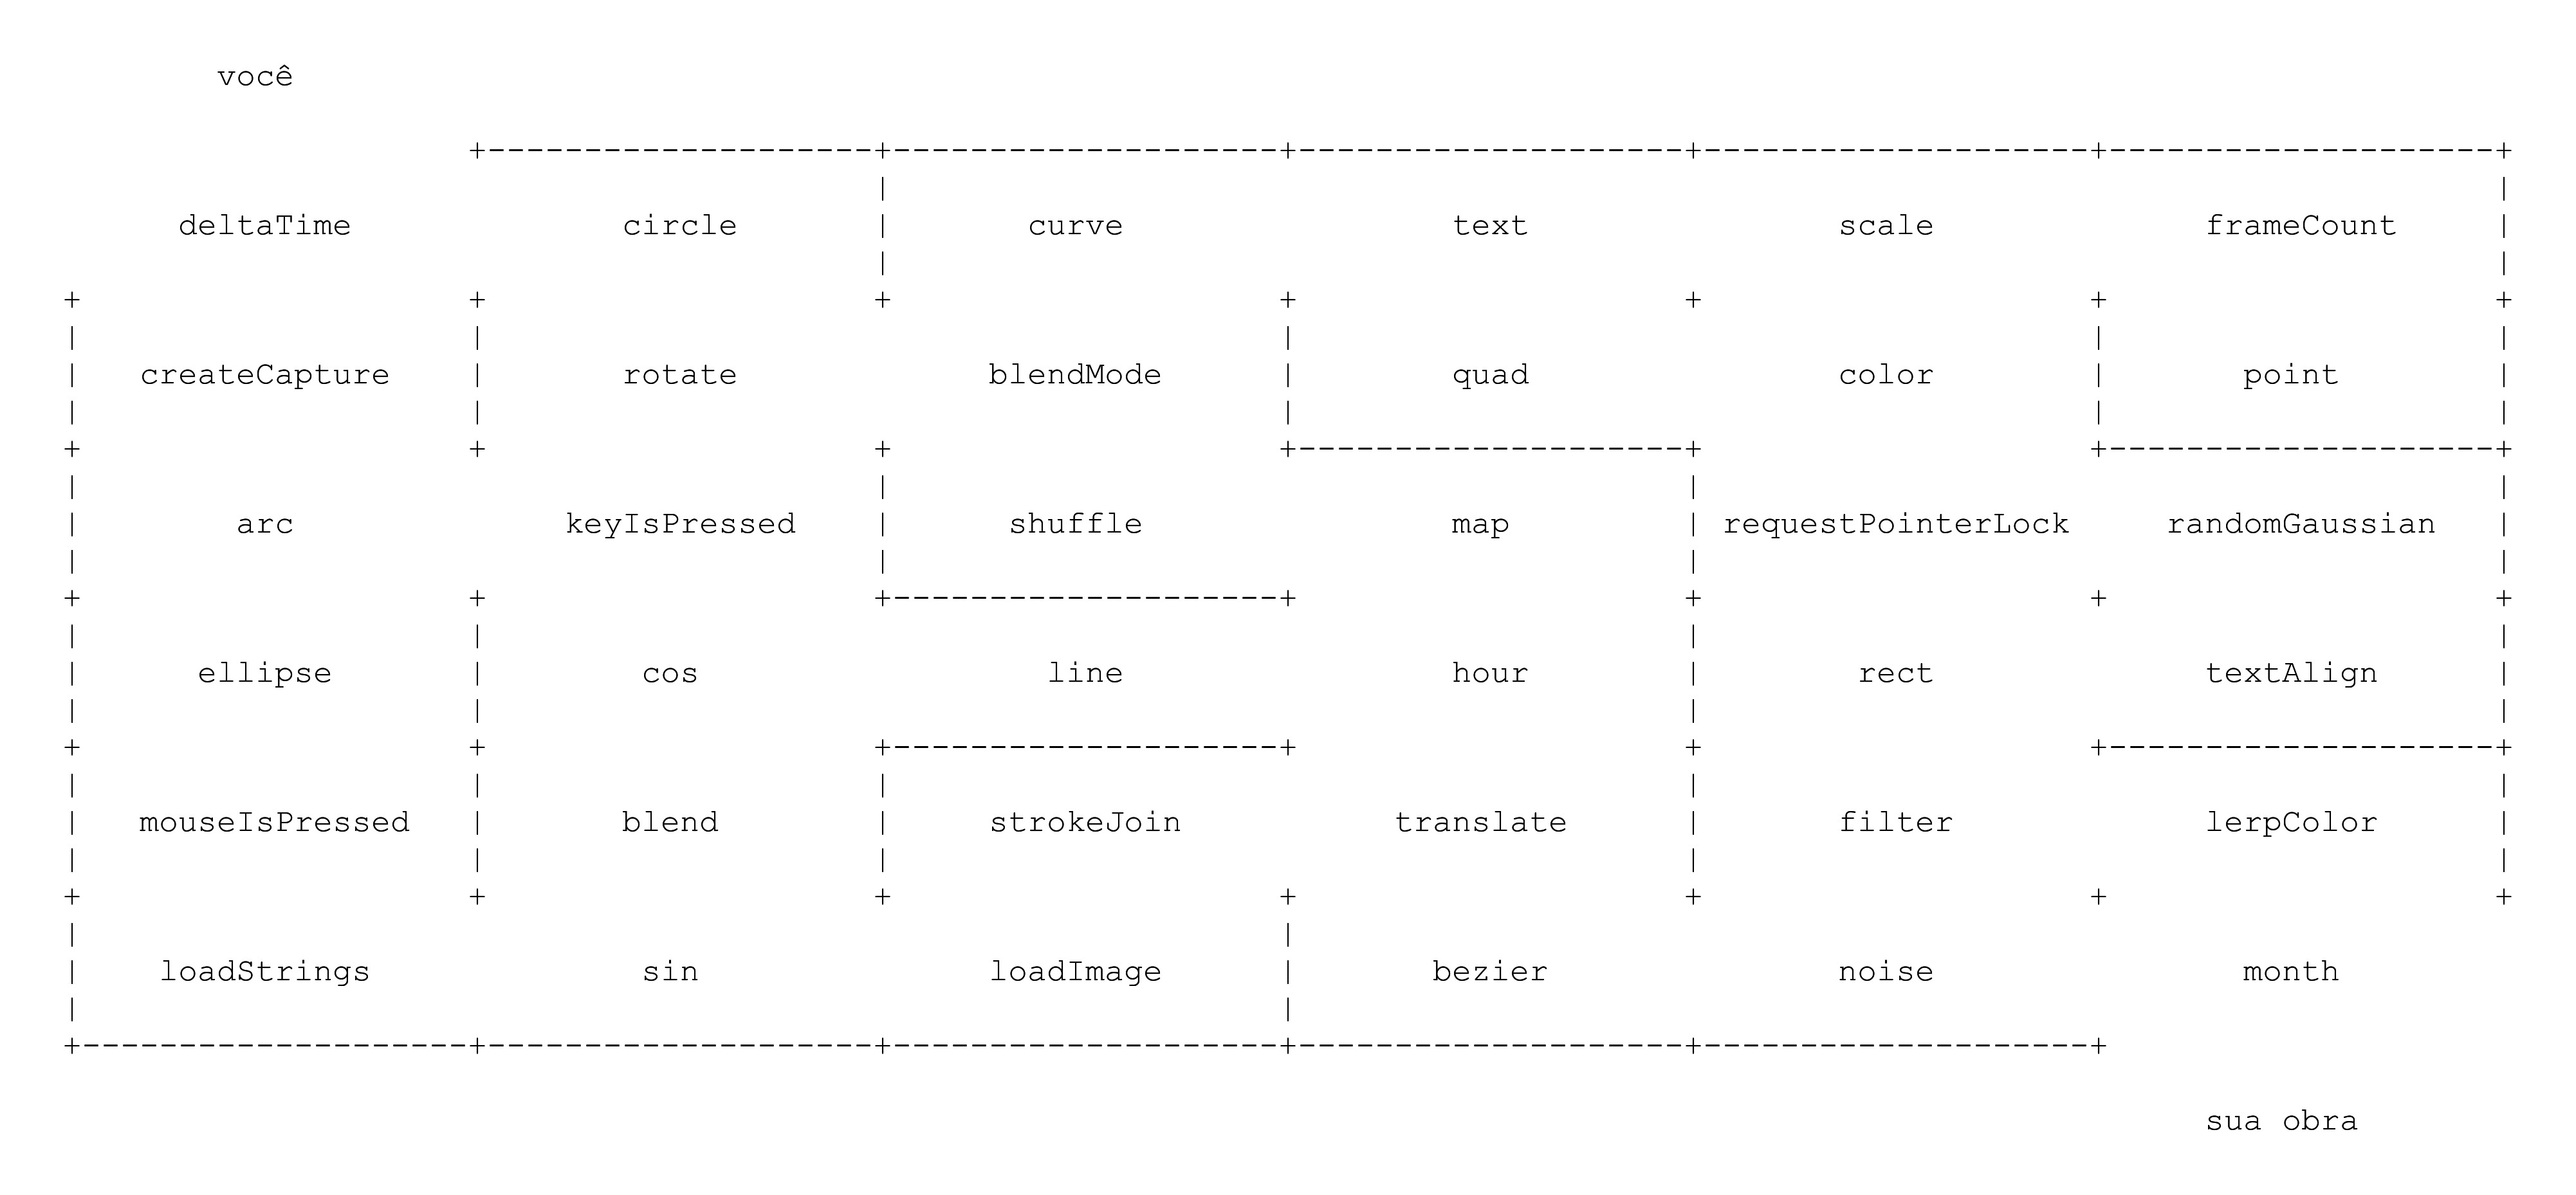 você
+--------------------+--------------------+--------------------+--------------------+--------------------+
deltaTime circle | curve text scale frameCount |
+ + + + + + +
| createCapture | rotate blendMode | quad color | point |
+ + + +--------------------+ +--------------------+
| arc keyIsPressed | shuffle map | requestPointerLock randomGaussian |
+ + +--------------------+ + + +
| ellipse | cos line hour | rect textAlign |
+ + +--------------------+ + +--------------------+
| mouseIsPressed | blend | strokeJoin translate | filter lerpColor |
+ + + + + + +
| loadStrings sin loadImage | bezier noise month
+--------------------+--------------------+--------------------+--------------------+--------------------+
sua obra